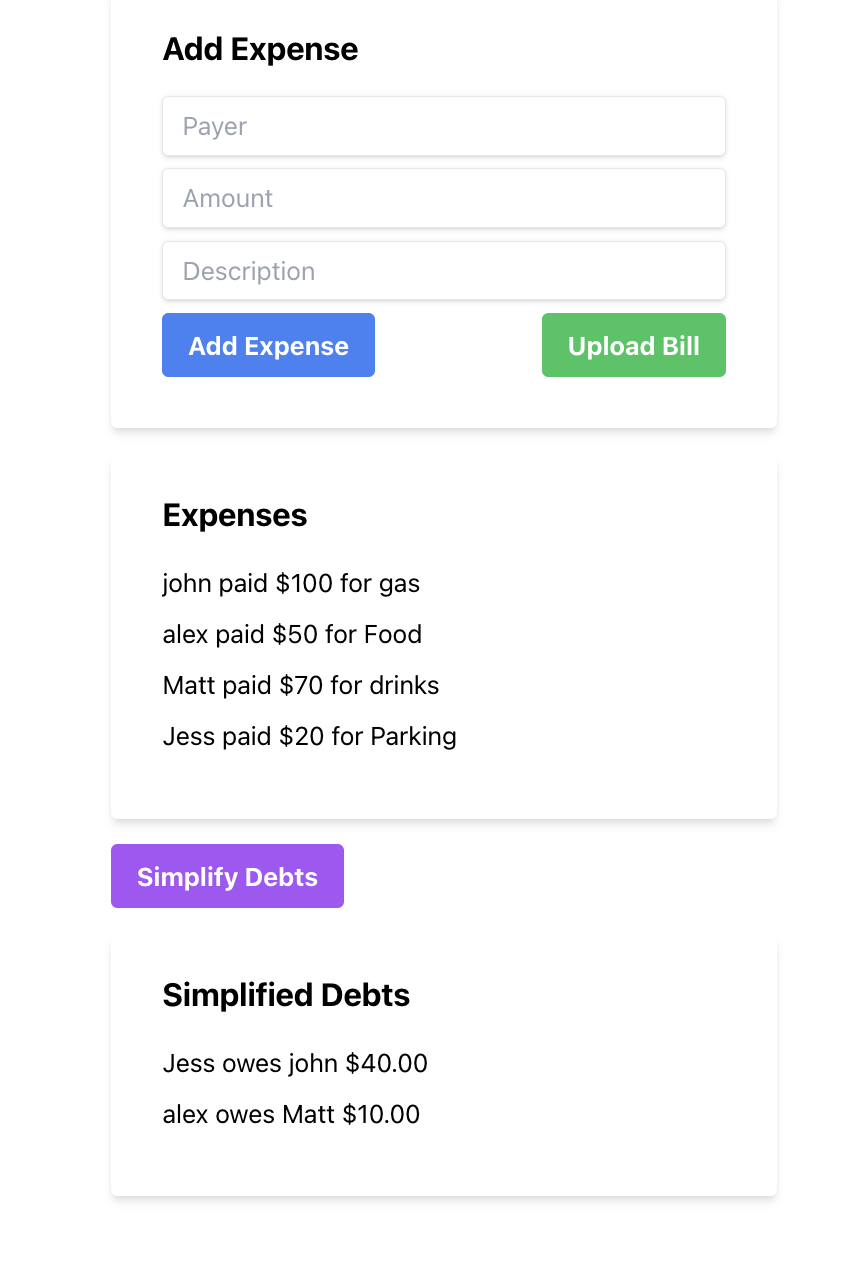 Add Expense
Payer
Amount
Description
Add Expense Upload Bill
Expenses
john paid $100 for gas
alex paid $50 for Food
Matt paid $70 for drinks
Jess paid $20 for Parking
Simplify Debts
Simplified Debts
Jess owes john $40.00
alex owes Matt $10.00